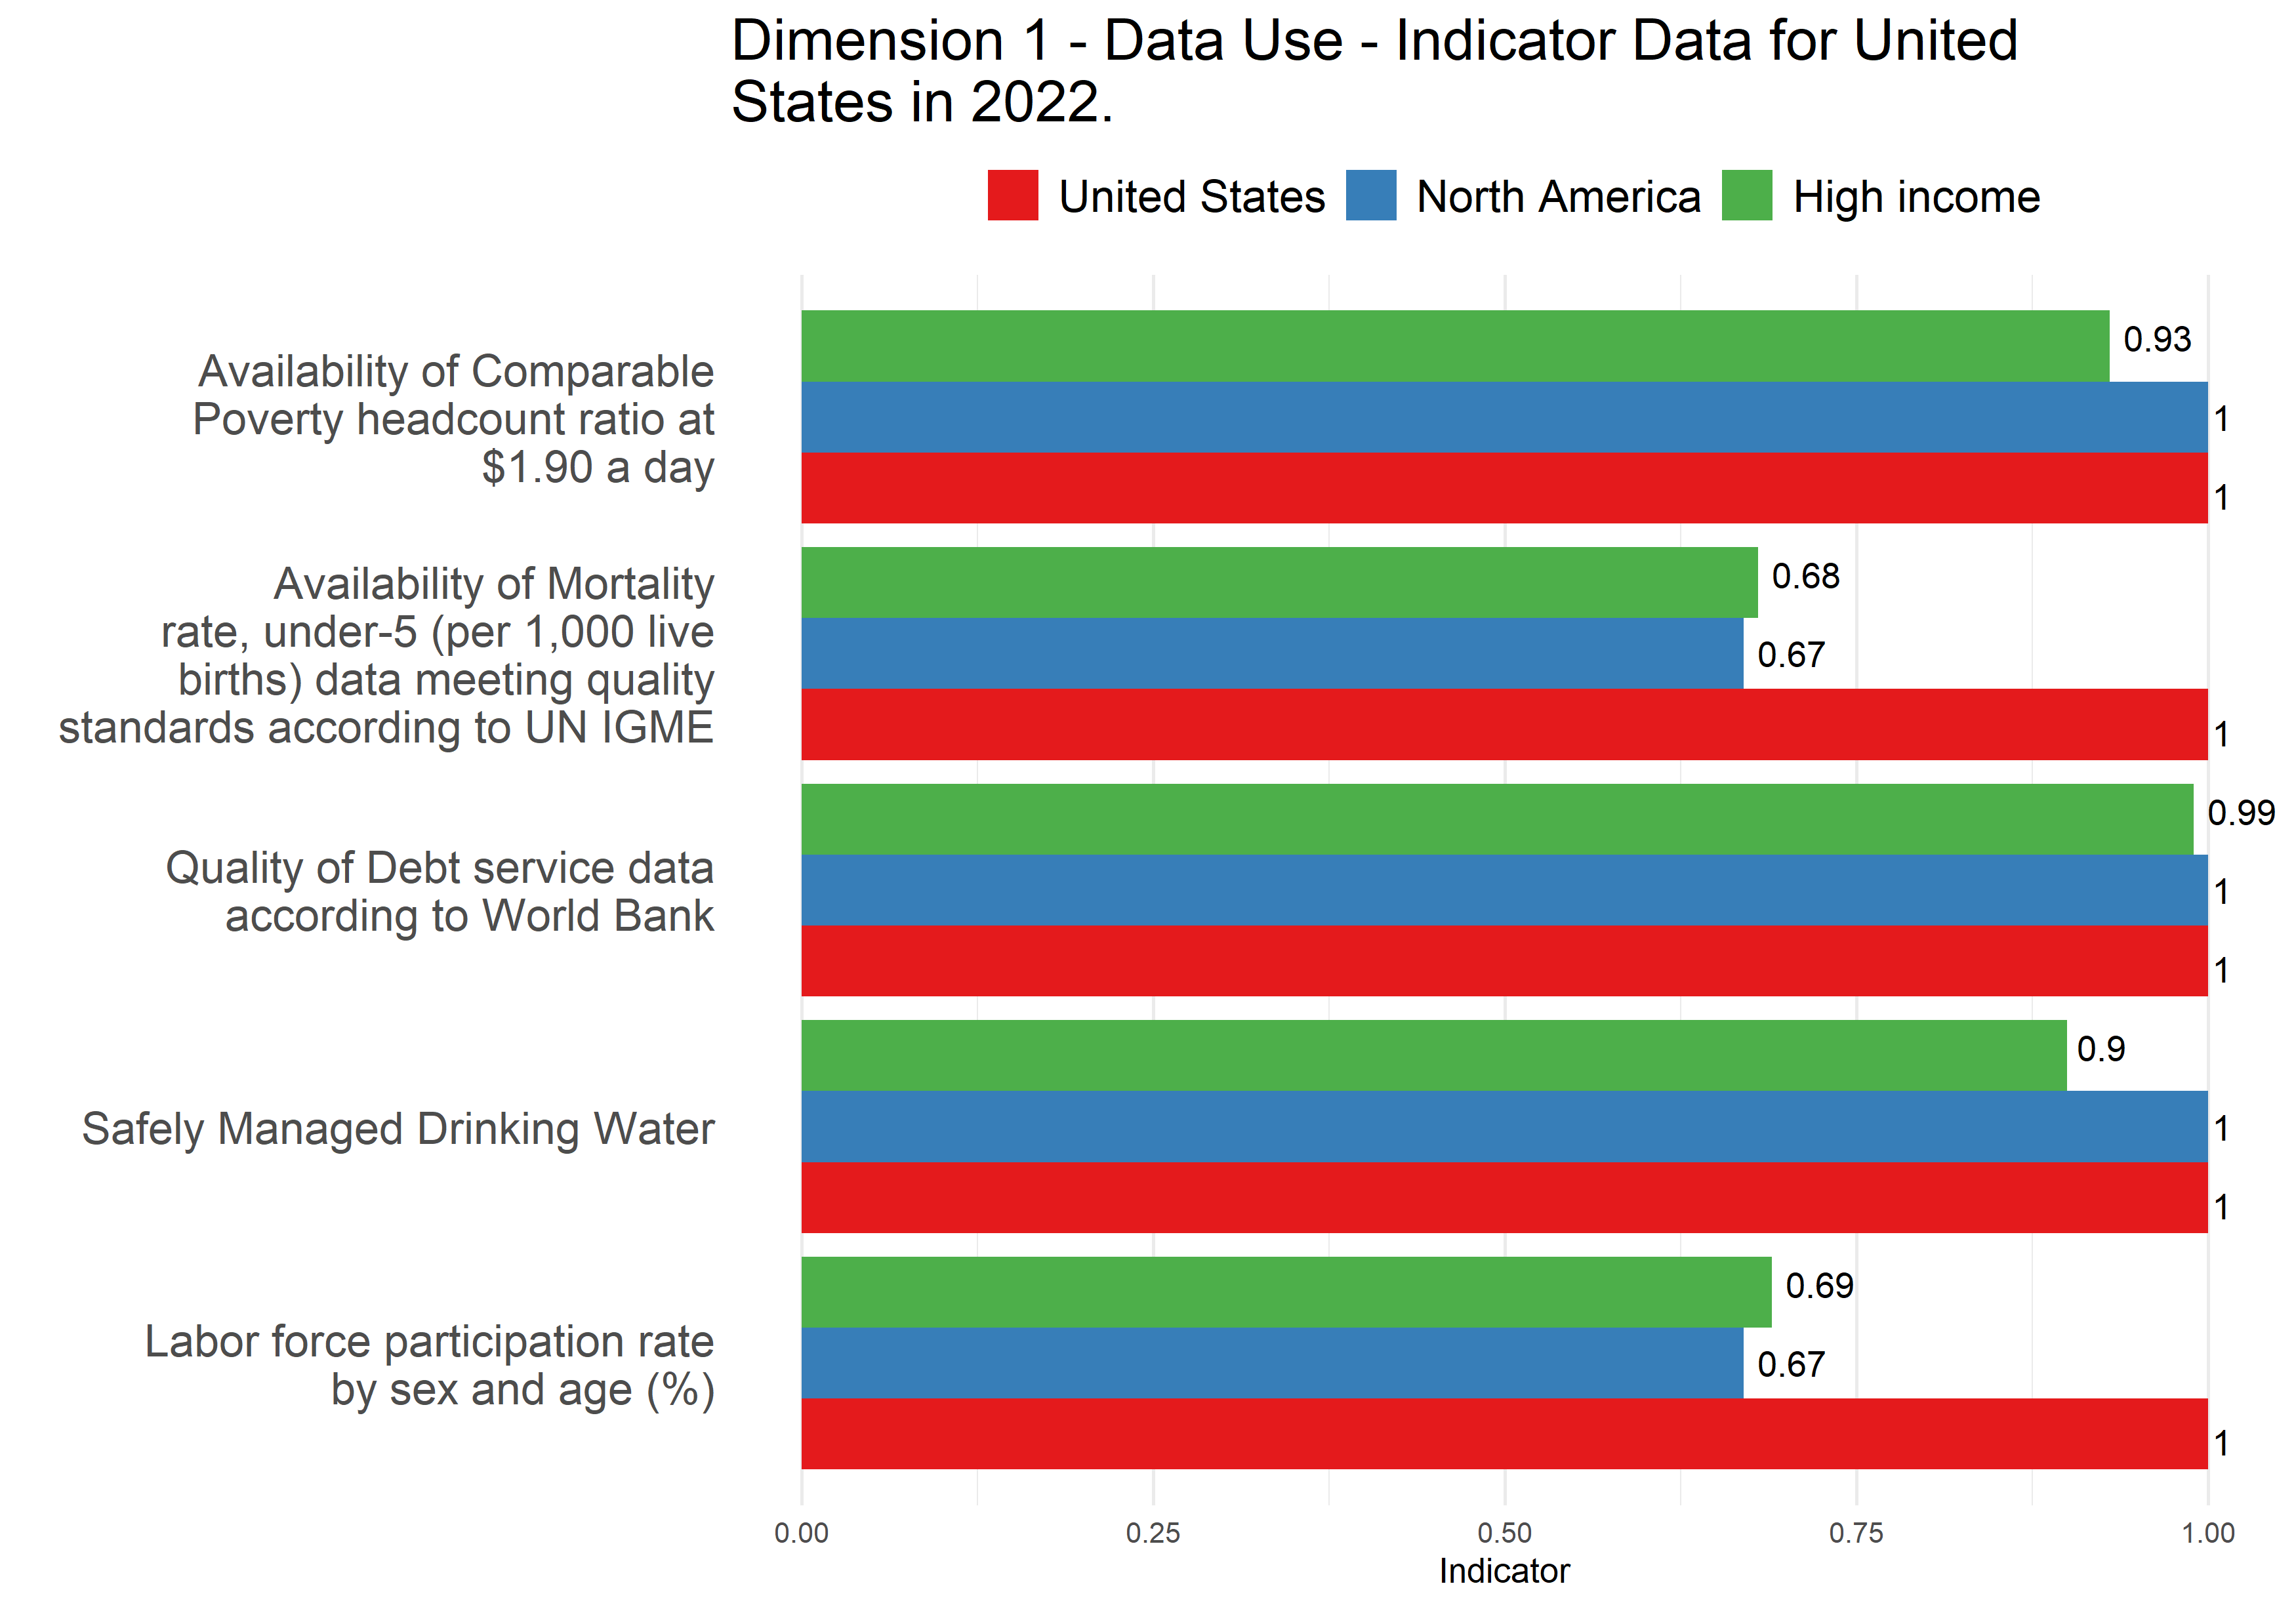 Dimension 1 - Data Use - Indicator Data for United
States in 2022.
United States North America High income
Availability of Comparable
Poverty headcount ratio at
$1.90 a day
0.93
1
1
Availability of Mortality
rate, under-5 (per 1,000 live
births) data meeting quality
standards according to UN IGME
0.68
0.67
1
Quality of Debt service data
according to World Bank
0.99
1
1
Safely Managed Drinking Water
0.9
1
1
Labor force participation rate
by sex and age (%)
0.69
0.67
1
0.00 0.25 0.50 0.75 1.00
Indicator